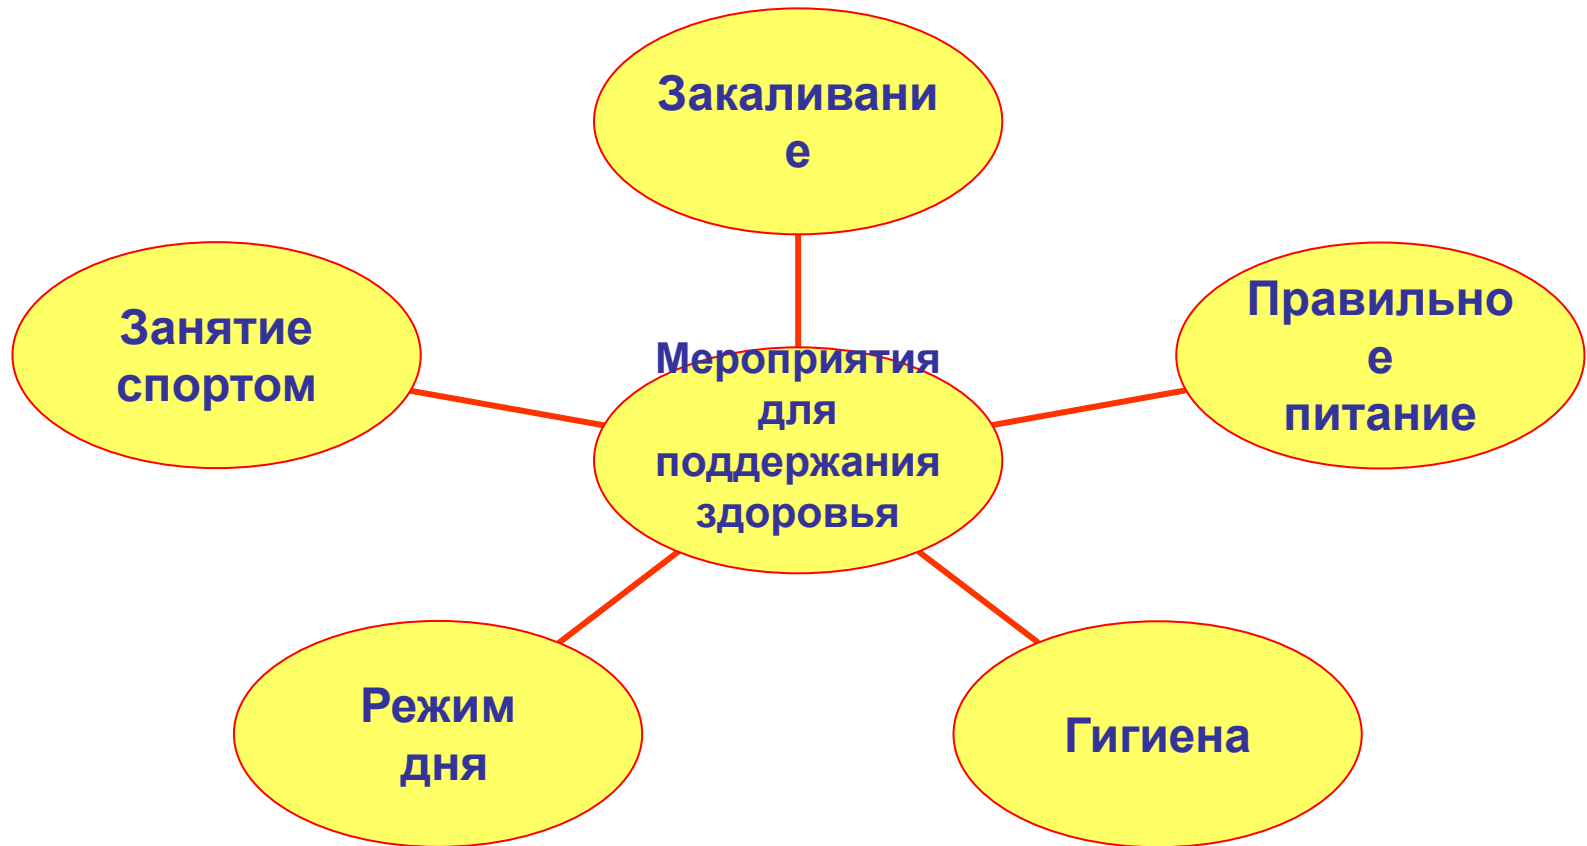 Закаливани
е
Занятие
спортом
Правильно
е
питание
Мероприятия
для
поддержания
здоровья
Режим
дня
Гигиена